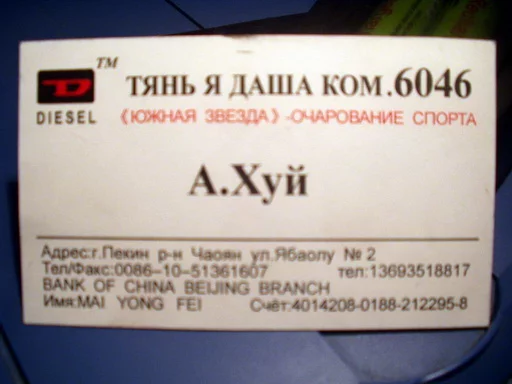 TM
D
DIESEL
ТЯНЬ Я ДАША КОМ.6046
《ЮЖНАЯ ЗВЕЗДА》-ОЧАРОВАНИЕ СПОРТА
А.Хуй
Адрес:г.Пекин р-н Чаоян ул.Ябаолу № 2
Тел/Факс:0086-10-51361607 тел:13693518817
BANK OF CHINA BEIJING BRANCH
Имя:MAI YONG FEI Счёт:4014208-0188-212295-8